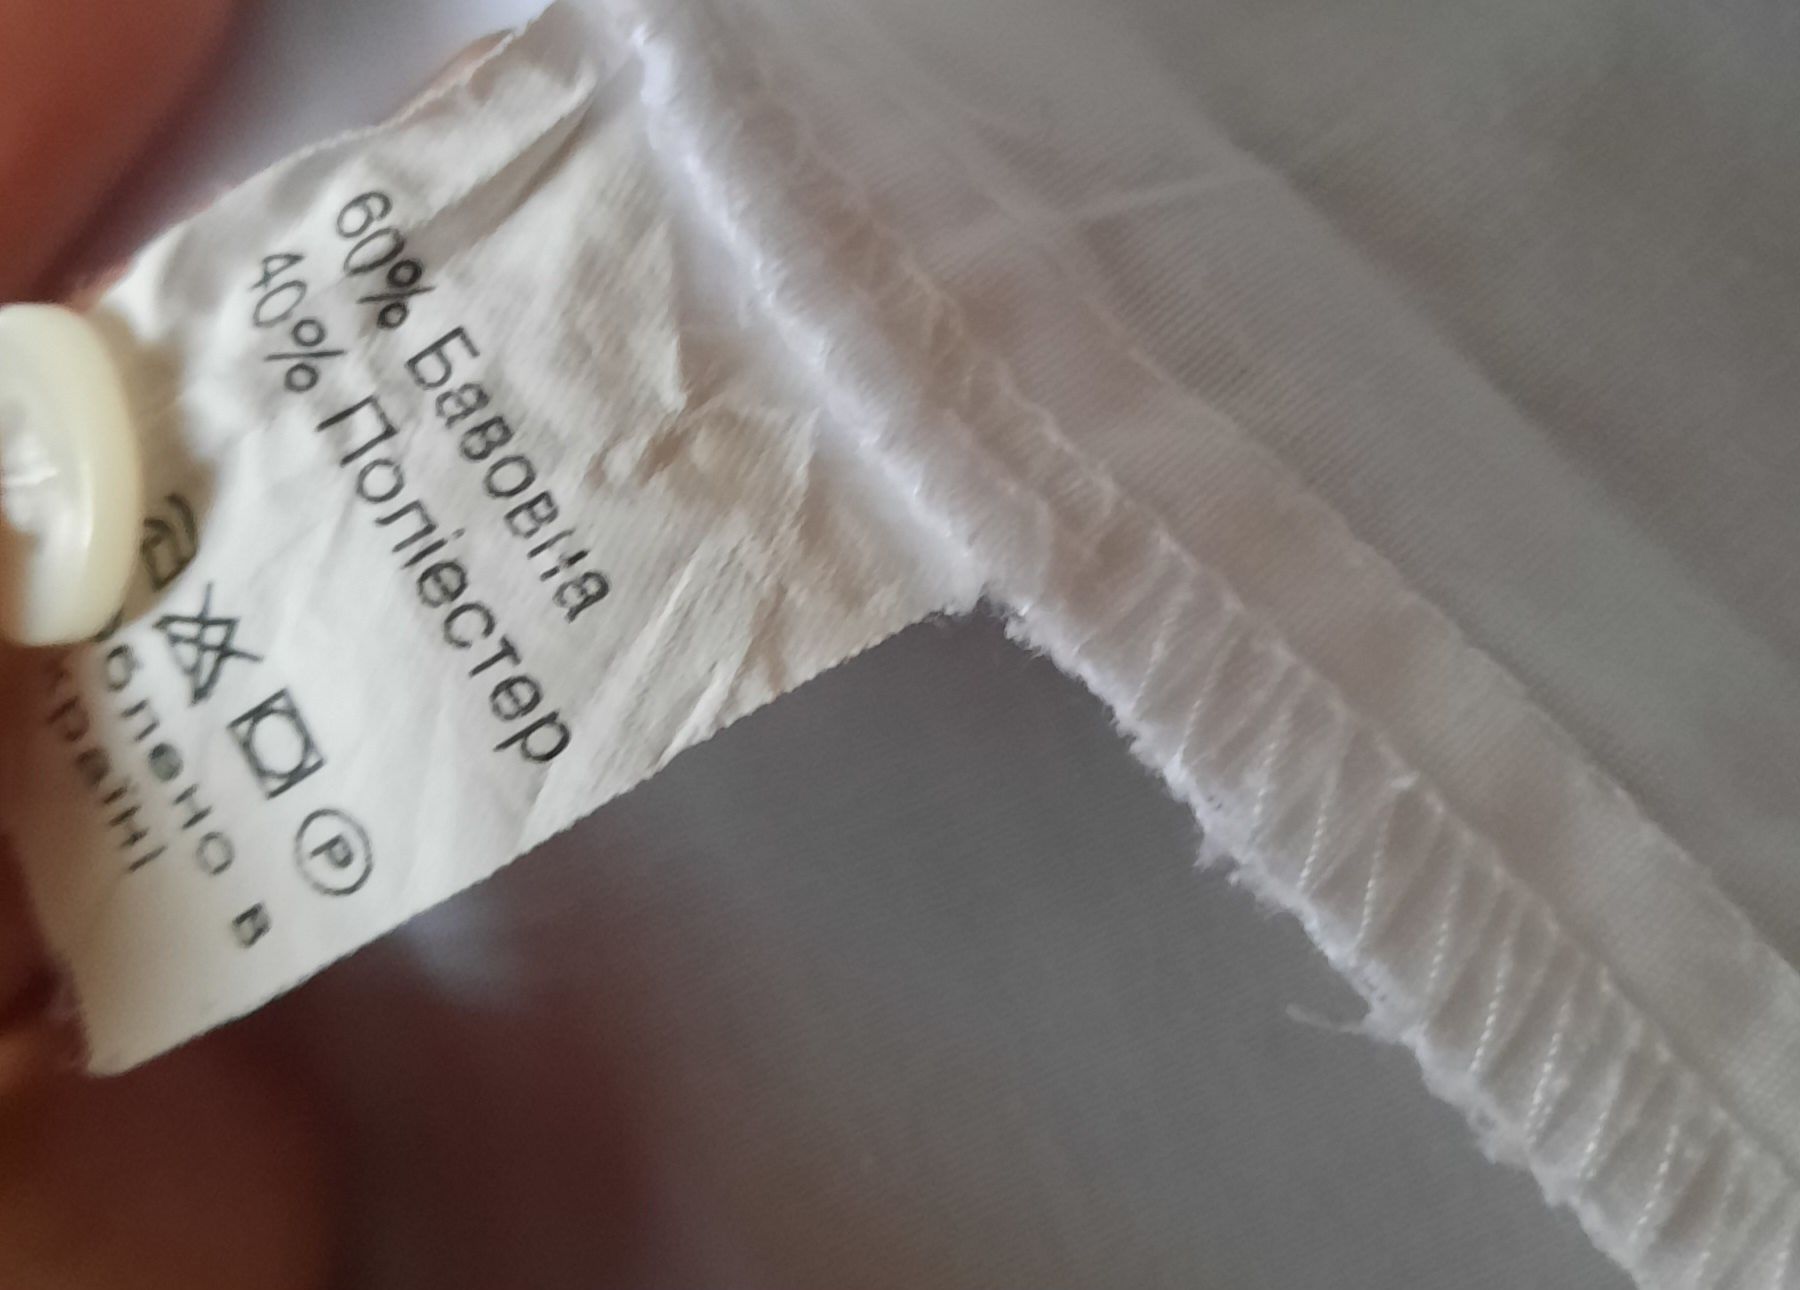 60% Бавовна
40% Поліестер
P
в